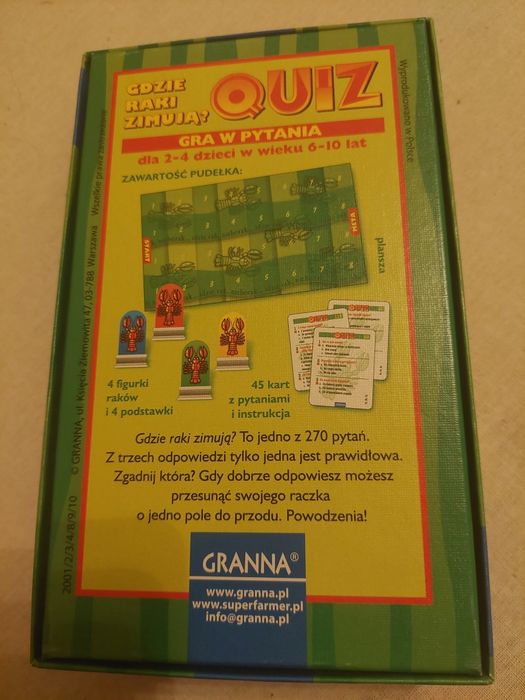 GDZIE
RAKI
ZIMUJĄ?
QUIZ
GRA W PYTANIA
dla 2-4 dzieci w wieku 6-10 lat
ZAWARTOŚĆ PUDEŁKA:
START
META
plansza
QUIZ
4 figurki
raków
i 4 podstawki
45 kart
z pytaniami
i instrukcja
Gdzie raki zimują? To jedno z 270 pytań.
Z trzech odpowiedzi tylko jedna jest prawidłowa.
Zgadnij która? Gdy dobrze odpowiesz możesz
przesunąć swojego raczka
o jedno pole do przodu. Powodzenia!
GRANNA®
www.granna.pl
www.superfarmer.pl
info@granna.pl
2001/2/3/4/8/9/10 © GRANNA, ul. Księcia Ziemowita 47, 03-788 Warszawa Wszelkie prawa zastrzeżone
Wyprodukowano w Polsce